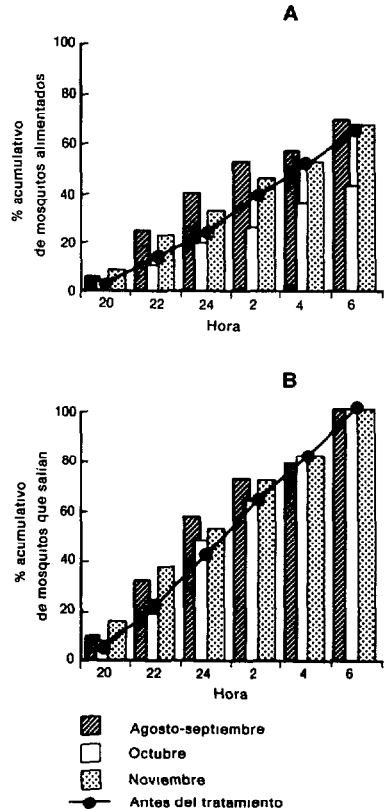 A
% acumulativo
de mosquitos alimentados
100
80
60
40
20
0
20 22 24 2 4 6
Hora
B
% acumulativo
de mosquitos que salían
100
80
60
40
20
0
20 22 24 2 4 6
Hora
Agosto-septiembre
Octubre
Noviembre
Antes del tratamiento